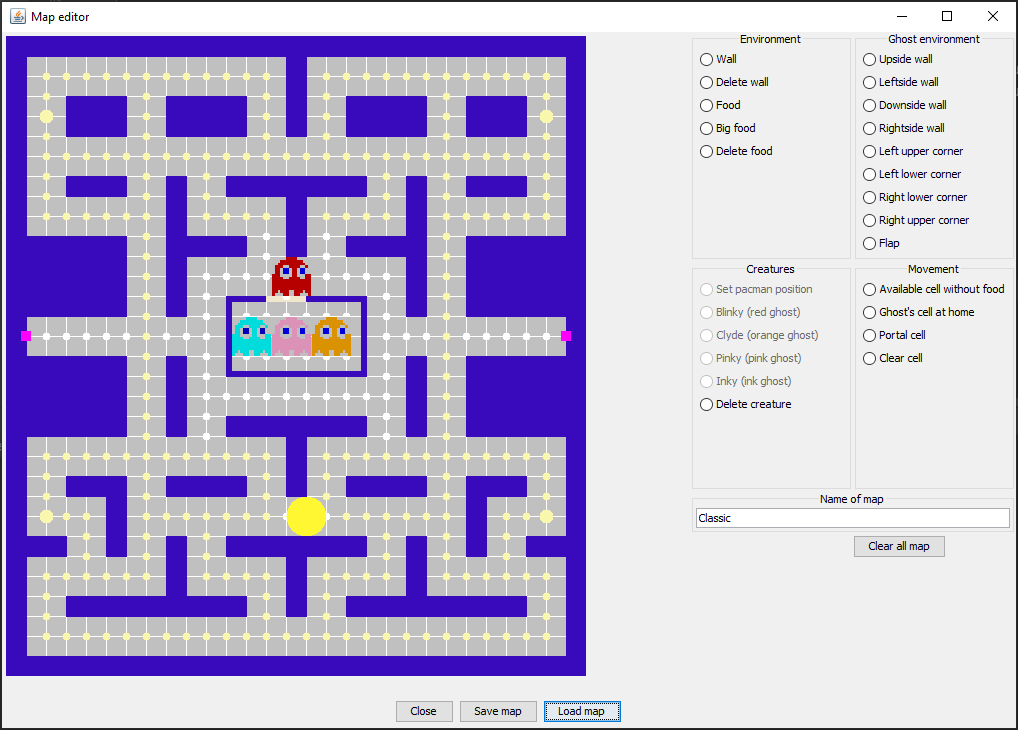 Map editor
Environment
Wall
Delete wall
Food
Big food
Delete food
Ghost environment
Upside wall
Leftside wall
Downside wall
Rightside wall
Left upper corner
Left lower corner
Right lower corner
Right upper corner
Flap
Creatures
Set pacman position
Blinky (red ghost)
Clyde (orange ghost)
Pinky (pink ghost)
Inky (ink ghost)
Delete creature
Movement
Available cell without food
Ghost's cell at home
Portal cell
Clear cell
Name of map
Classic
Clear all map
Close
Save map
Load map